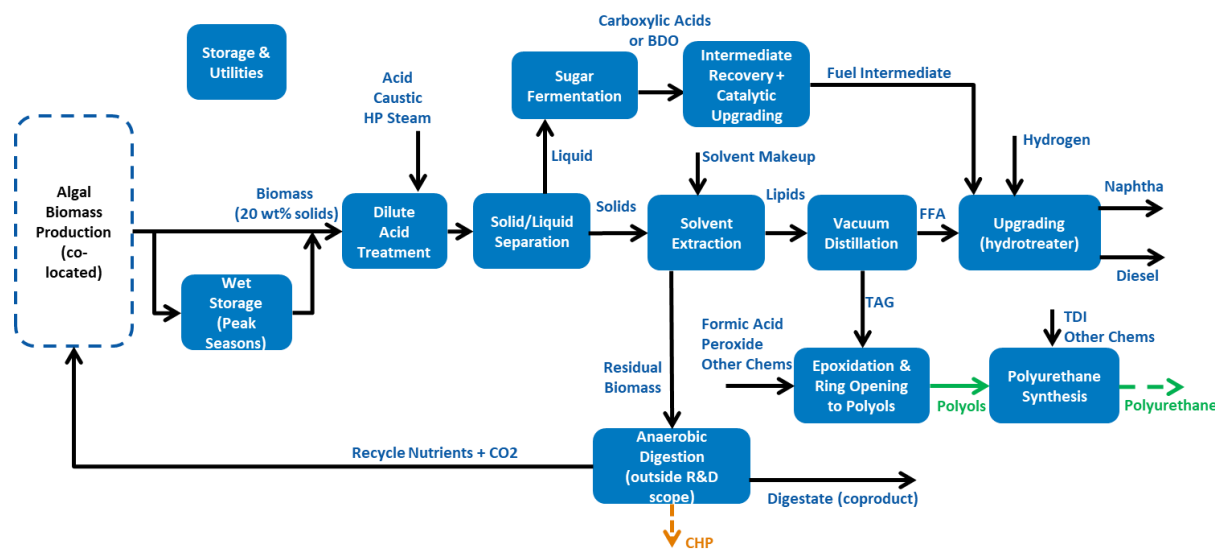 Carboxylic Acids
or BDO
Storage &
Utilities
Sugar
Fermentation
Intermediate
Recovery +
Catalytic
Upgrading
Fuel Intermediate
Acid
Caustic
HP Steam
Liquid
Solvent Makeup
Hydrogen
Algal
Biomass
Production
(co-
located)
Biomass
(20 wt% solids)
Dilute
Acid
Treatment
Solid/Liquid
Separation
Solids
Solvent
Extraction
Lipids
Vacuum
Distillation
FFA
Upgrading
(hydrotreater)
Naphtha
Diesel
Wet
Storage
(Peak
Seasons)
TAG
Formic Acid
Peroxide
Other Chems
TDI
Other Chems
Residual
Biomass
Epoxidation &
Ring Opening
to Polyols
Polyols
Polyurethane
Synthesis
Polyurethane
Recycle Nutrients + CO2
Anaerobic
Digestion
(outside R&D
scope)
Digestate (coproduct)
CHP